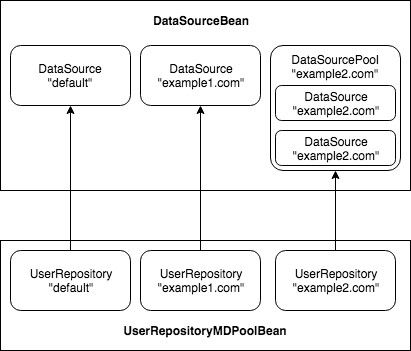 DataSourceBean
DataSource
"default"
DataSource
"example1.com"
DataSourcePool
"example2.com"
DataSource
"example2.com"
DataSource
"example2.com"
UserRepository
"default"
UserRepository
"example1.com"
UserRepository
"example2.com"
UserRepositoryMDPoolBean